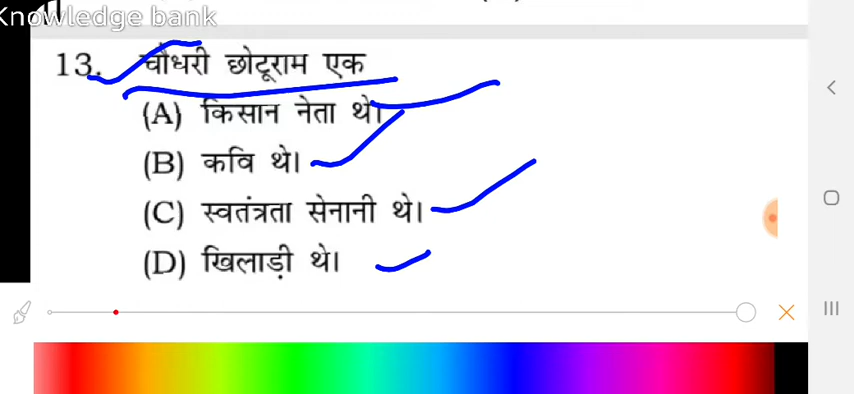 Knowledge bank
13. चौधरी छोटूराम एक
(A) किसान नेता थे।
(B) कवि थे।
(C) स्वतंत्रता सेनानी थे।
(D) खिलाड़ी थे।